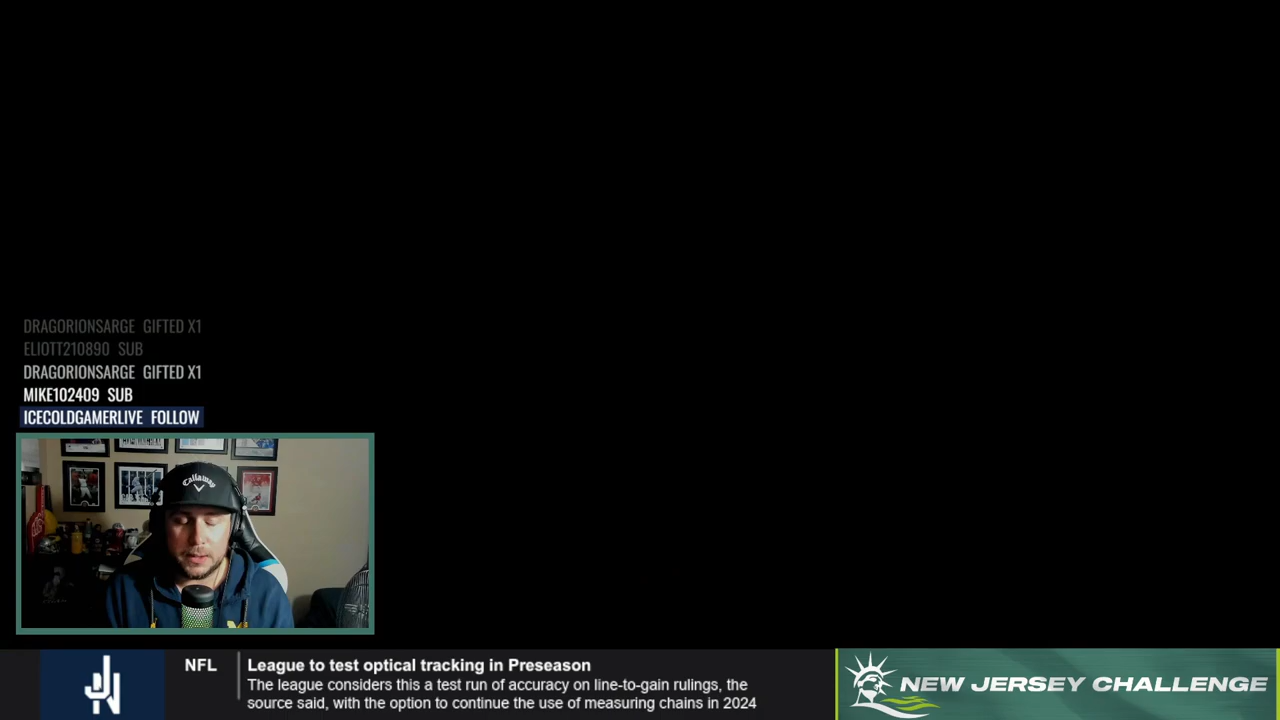 DRAGORIONSARGE GIFTED X1
ELIOTT210890 SUB
DRAGORIONSARGE GIFTED X1
MIKE102409 SUB
ICECOLDGAMERLIVE FOLLOW
Callaway
NFL
League to test optical tracking in Preseason
The league considers this a test run of accuracy on line-to-gain rulings, the
source said, with the option to continue the use of measuring chains in 2024
NEW JERSEY CHALLENGE